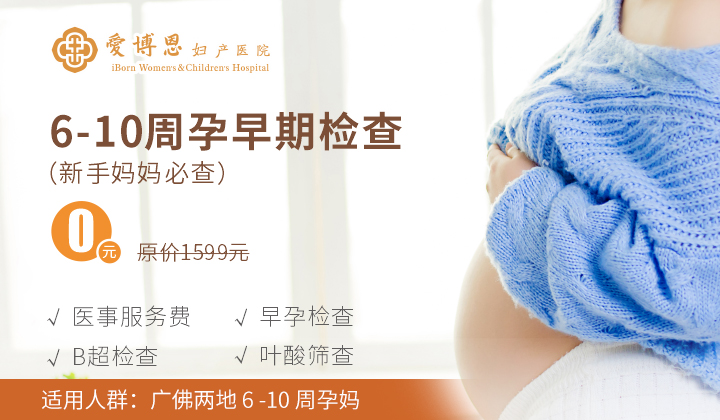 愛博恩 妇产医院
iBorn Women's & Children's Hospital
6-10周孕早期检查
(新手妈妈必查)
0元 原价1599元
√ 医事服务费 √ 早孕检查
√ B超检查 √ 叶酸筛查
适用人群：广佛两地 6 -10 周孕妈